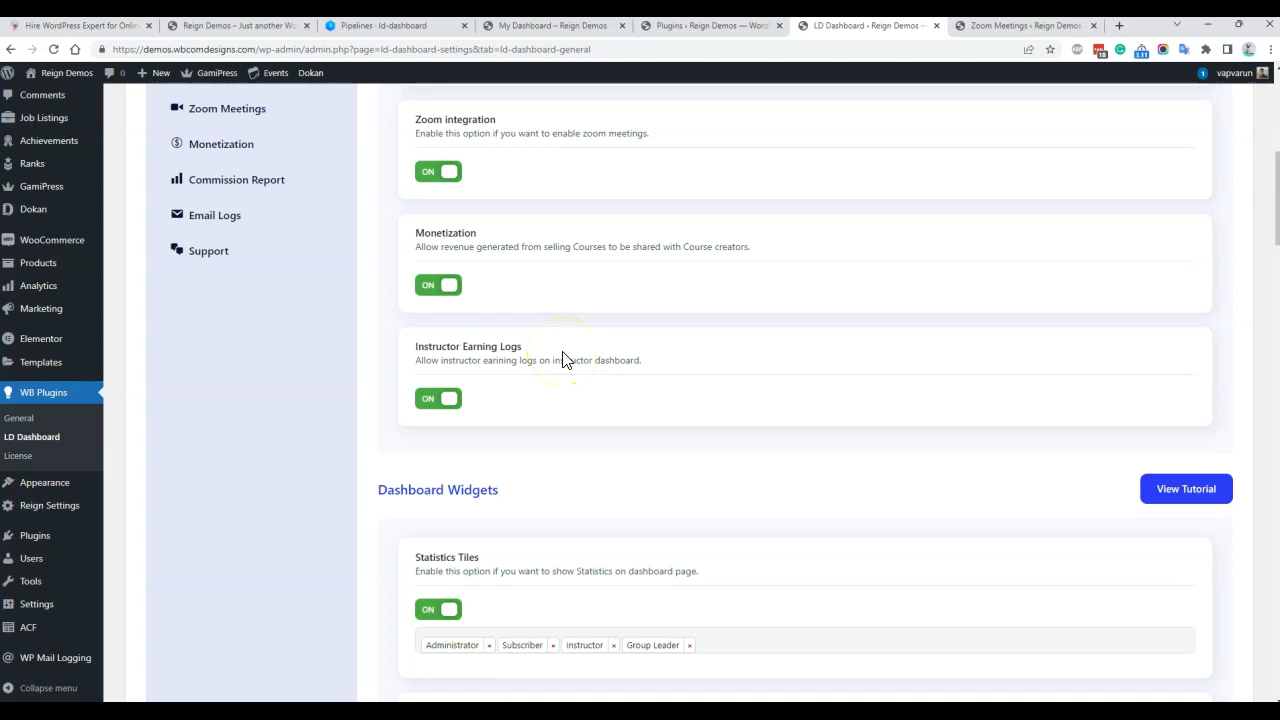 Hire WordPress Expert for Onlin
Reign Demos – Just another Wo
Pipelines · ld-dashboard
My Dashboard – Reign Demos
Plugins ‹ Reign Demos — Word
LD Dashboard ‹ Reign Demos —
Zoom Meetings ‹ Reign Demos
https://demos.wbcomdesigns.com/wp-admin/admin.php?page=ld-dashboard-settings&tab=ld-dashboard-general
18
1.11
Reign Demos
0
New
GamiPress
Events
Dokan
1
vapvarun
Comments
Job Listings
Achievements
Ranks
GamiPress
Dokan
WooCommerce
Products
Analytics
Marketing
Elementor
Templates
WB Plugins
General
LD Dashboard
License
Appearance
Reign Settings
Plugins
Users
Tools
Settings
ACF
WP Mail Logging
Collapse menu
Zoom Meetings
Monetization
Commission Report
Email Logs
Support
Zoom integration
Enable this option if you want to enable zoom meetings.
ON
Monetization
Allow revenue generated from selling Courses to be shared with Course creators.
ON
Instructor Earning Logs
Allow instructor earining logs on instructor dashboard.
ON
Dashboard Widgets
View Tutorial
Statistics Tiles
Enable this option if you want to show Statistics on dashboard page.
ON
Administrator × Subscriber × Instructor × Group Leader ×